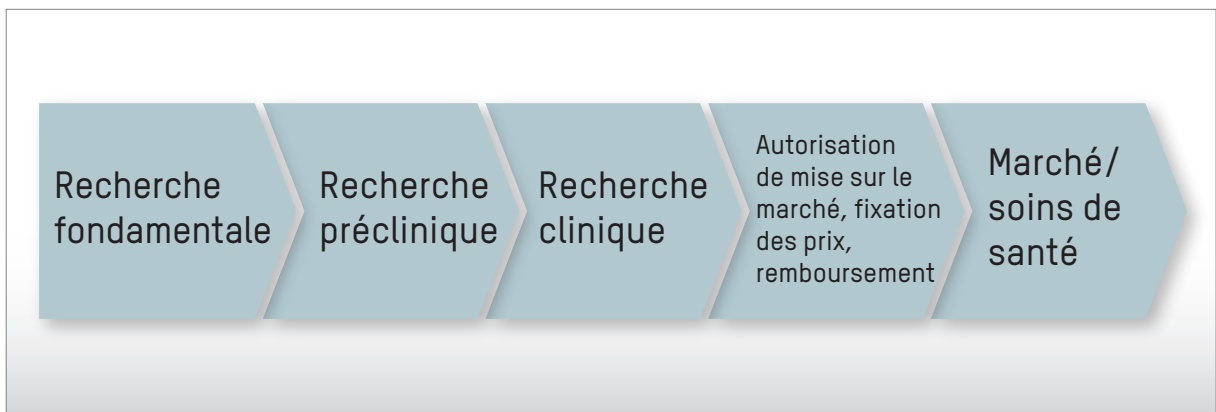 Recherche
fondamentale
Recherche
préclinique
Recherche
clinique
Autorisation
de mise sur le
marché, fixation
des prix,
remboursement
Marché/
soins de
santé